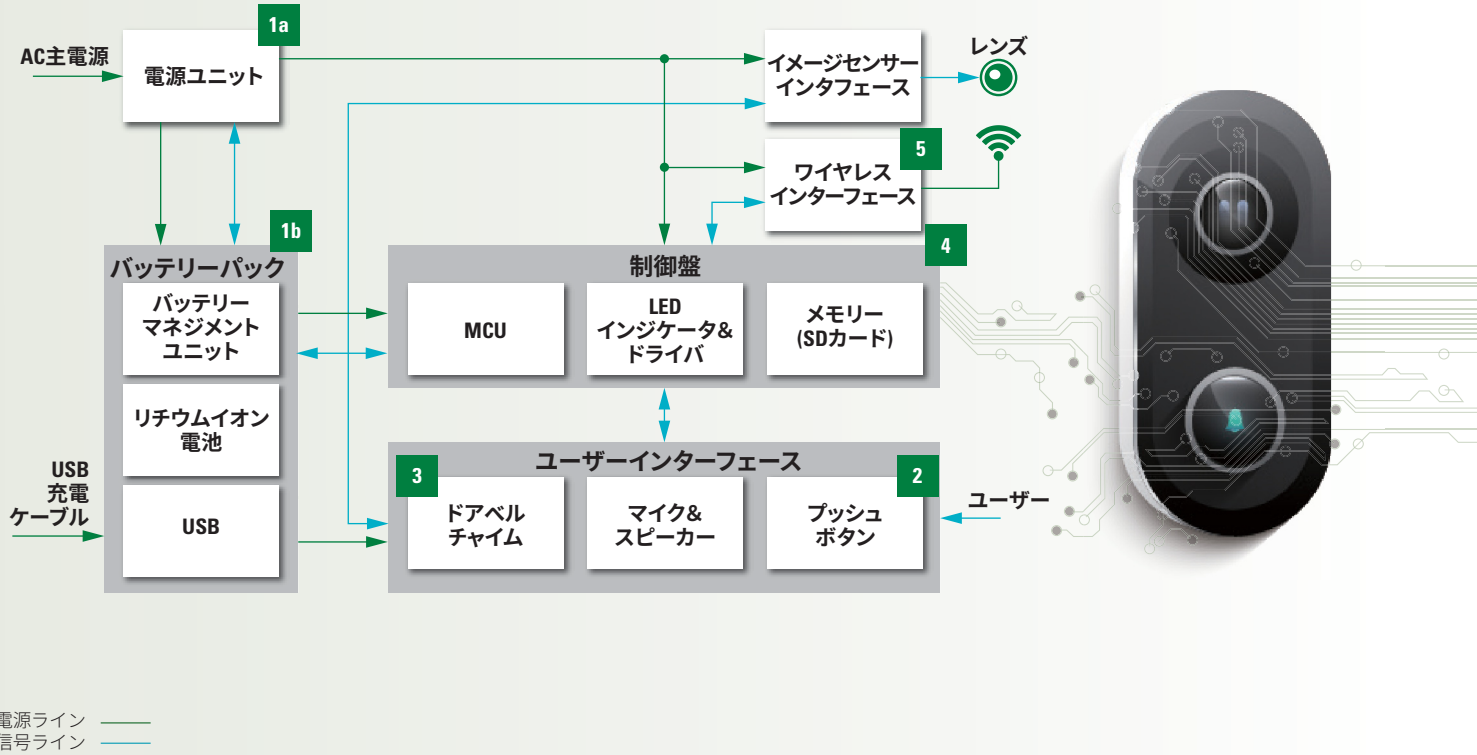 1a
AC主電源
電源ユニット
イメージセンサー
インタフェース
レンズ
5
ワイヤレス
インターフェース
1b
バッテリーパック
バッテリー
マネジメント
ユニット
リチウムイオン
電池
USB
USB
充電
ケーブル
4
制御盤
MCU
LED
インジケータ&
ドライバ
メモリー
(SDカード)
ユーザーインターフェース
3
ドアベル
チャイム
マイク&
スピーカー
2
プッシュ
ボタン
ユーザー
電源ライン
信号ライン